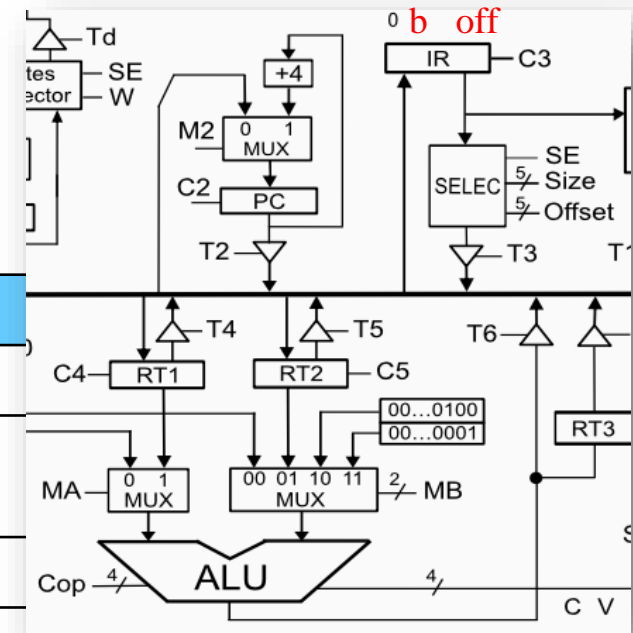 0 b off
Td
IR
C3
tes
ector
SE
W
+4
M2
0 1
MUX
C2
PC
SELEC
SE
5 Size
5 Offset
T2
T3
T1
T4
T5
T6
C4
RT1
RT2
C5
00...0100
00...0001
RT3
MA
0 1
MUX
00 01 10 11
MUX
2
MB
Cop
4
ALU
4
C V